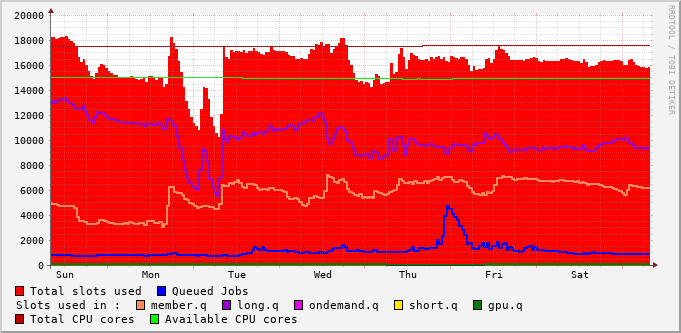 20000
18000
16000
14000
12000
10000
8000
6000
4000
2000
0
Sun Mon Tue Wed Thu Fri Sat
RRDTOOL / TOBI OETIKER
Total slots used Queued Jobs
Slots used in : member.q long.q ondemand.q short.q gpu.q
Total CPU cores Available CPU cores